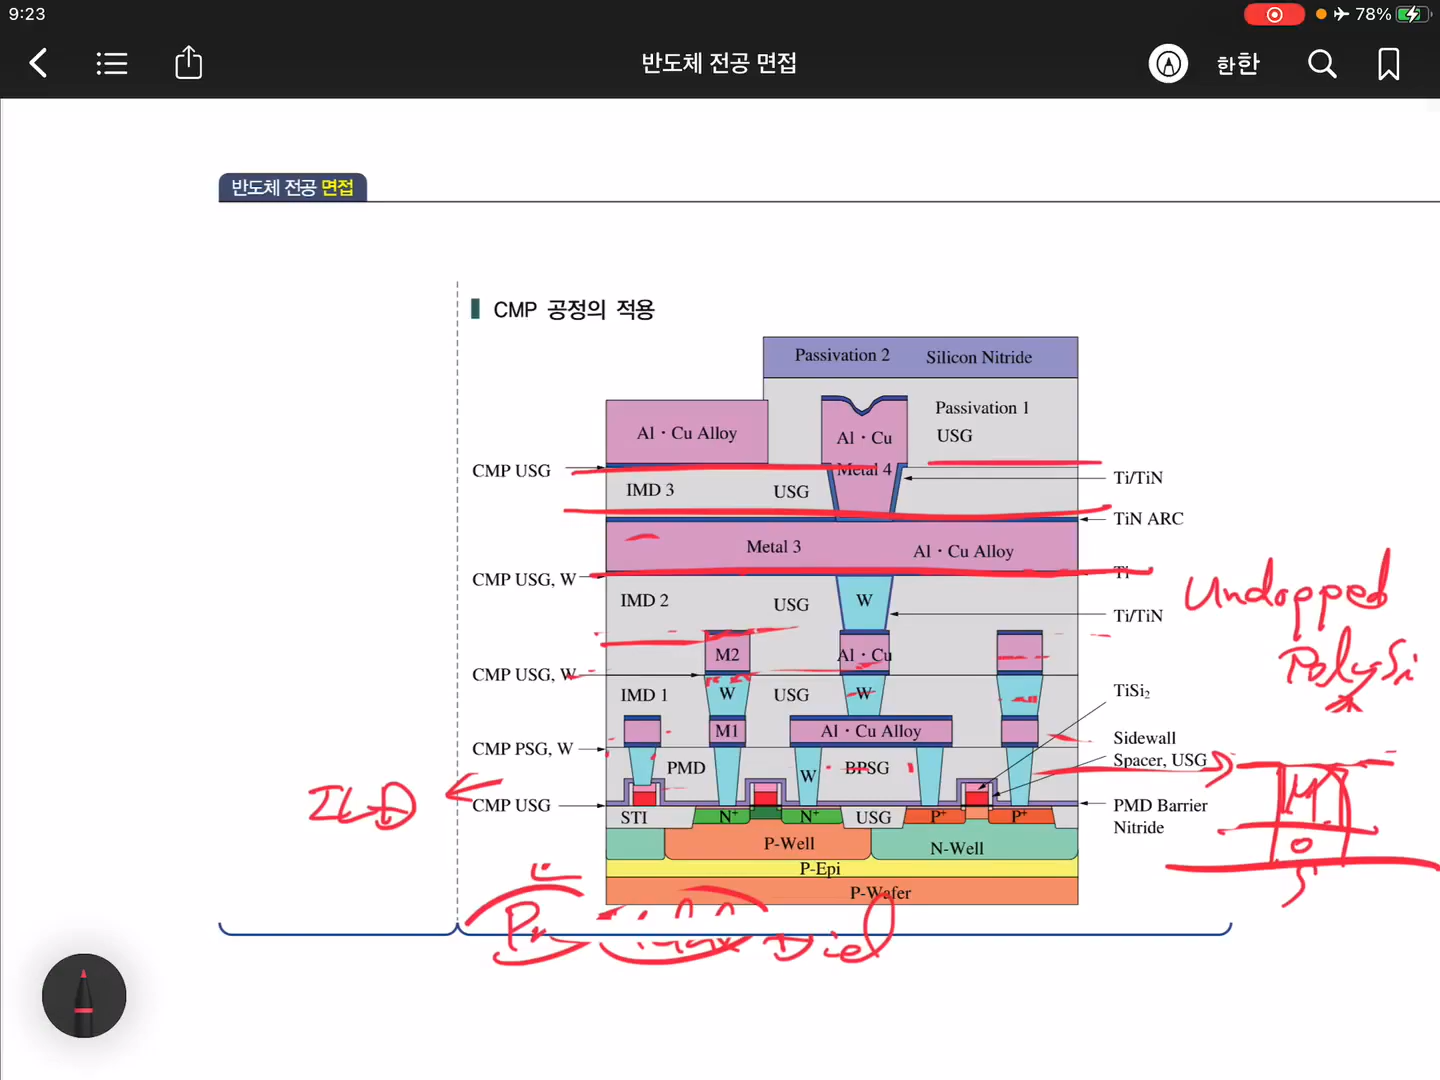 9:23
78%
반도체 전공 면접
한한
반도체 전공 면접
CMP 공정의 적용
Passivation 2 Silicon Nitride
Passivation 1
USG
Al・Cu Alloy
Al・Cu
Metal 4
CMP USG
IMD 3 USG
Ti/TiN
TiN ARC
Metal 3 Al・Cu Alloy
CMP USG, W
Ti
IMD 2 USG W
Ti/TiN
Undopped
Poly-Si
M2 Al・Cu
CMP USG, W
IMD 1 W USG W
TiSi₂
M1 Al・Cu Alloy
Sidewall
Spacer, USG
CMP PSG, W
PMD W BPSG
ILD
CMP USG
PMD Barrier
Nitride
STI N⁺ N⁺ USG P⁺ P⁺
M
O
S
P-Well N-Well
P-Epi
P-Wafer
Diel